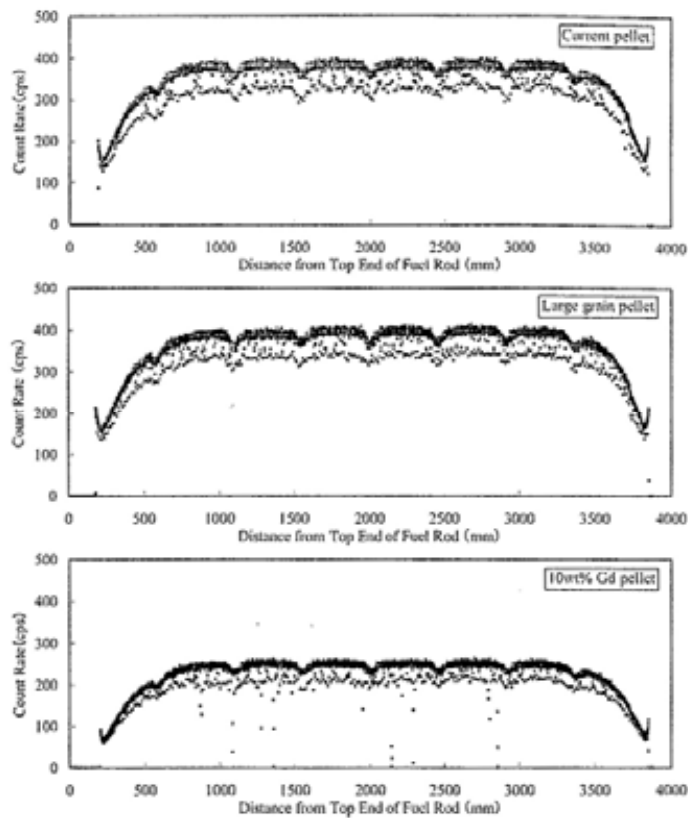 500
400
300
200
100
0
Count Rate (cps)
Current pellet
0 500 1000 1500 2000 2500 3000 3500 4000
Distance from Top End of Fuel Rod (mm)
500
400
300
200
100
0
Count Rate (cps)
Large grain pellet
0 500 1000 1500 2000 2500 3000 3500 4000
Distance from Top End of Fuel Rod (mm)
500
400
300
200
100
0
Count Rate (cps)
10wt% Gd pellet
0 500 1000 1500 2000 2500 3000 3500 4000
Distance from Top End of Fuel Rod (mm)